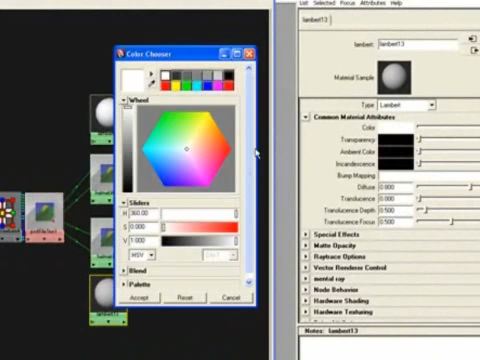 List Selected Focus Attributes Help
Color Chooser
lambert13
lambert: lambert13
Material Sample
Wheel
Type Lambert
Common Material Attributes
Color
Transparency
Ambient Color
Incandescence
Bump Mapping
Diffuse 0.800
Translucence 0.000
Translucence Depth 0.500
Translucence Focus 0.500
Sliders
H 360.00
S 0.000
V 1.000
HSV
Special Effects
Matte Opacity
Raytrace Options
Vector Renderer Control
mental ray
Node Behavior
Hardware Shading
Hardware Texturing
Blend
Palette
Accept Reset Cancel
Notes: lambert13